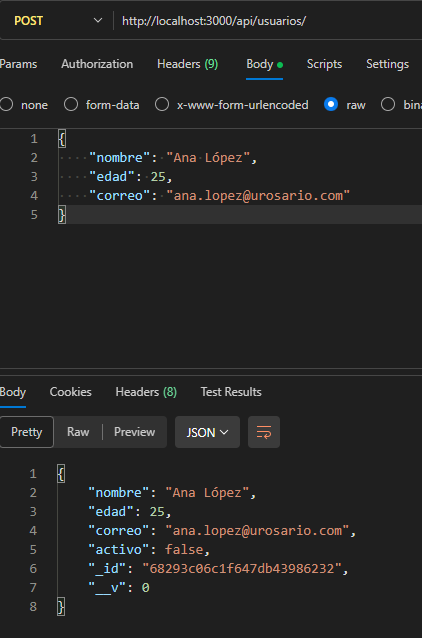 POST http://localhost:3000/api/usuarios/
Params Authorization Headers (9) Body Scripts Settings
none form-data x-www-form-urlencoded raw bina
1 {
2 "nombre": "Ana López",
3 "edad": 25,
4 "correo": "ana.lopez@urosario.com"
5 }
Body Cookies Headers (8) Test Results
Pretty Raw Preview JSON
1 {
2 "nombre": "Ana López",
3 "edad": 25,
4 "correo": "ana.lopez@urosario.com",
5 "activo": false,
6 "_id": "68293c06c1f647db43986232",
7 "__v": 0
8 }